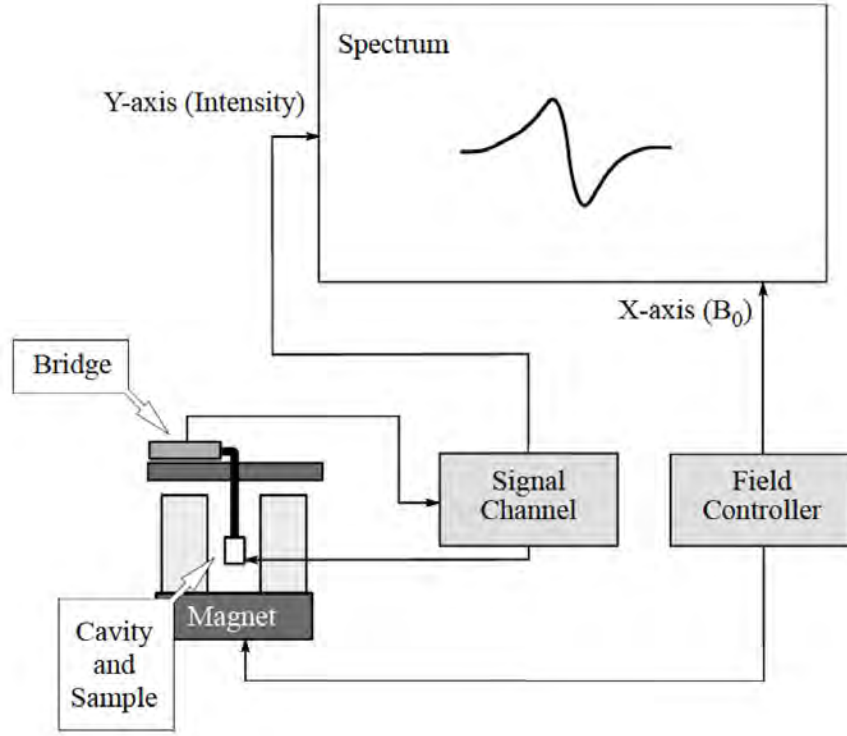 Spectrum
Y-axis (Intensity)
X-axis (B0)
Bridge
Signal
Channel
Field
Controller
Magnet
Cavity
and
Sample